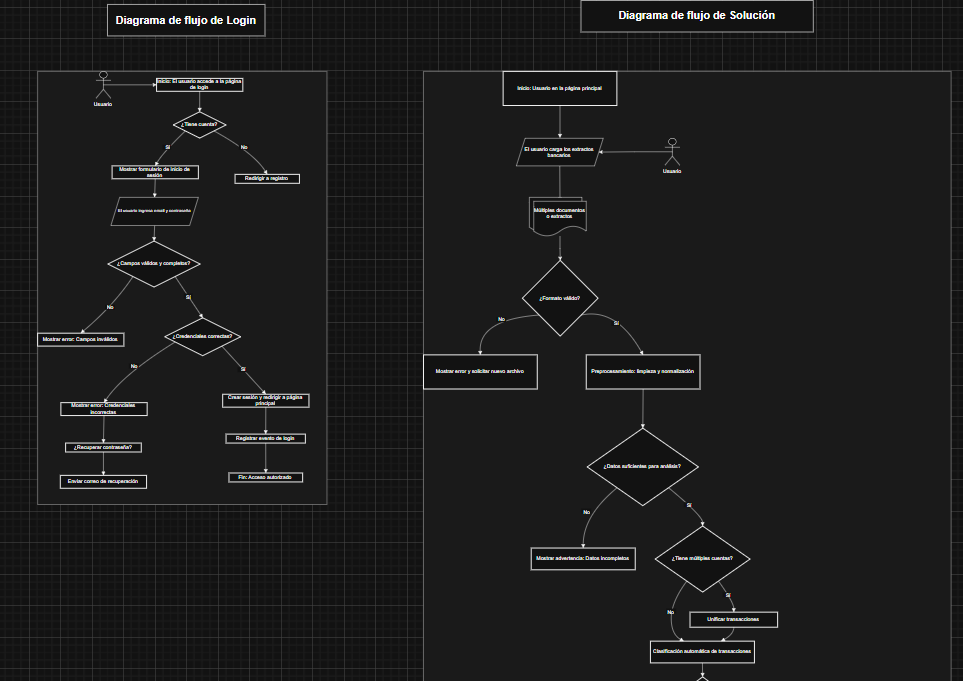 Diagrama de flujo de Login
Inicio: El usuario accede a la página
de login
Usuario
¿Tiene cuenta?
Sí
No
Mostrar formulario de inicio de
sesión
Redirigir a registro
El usuario ingresa email y contraseña
¿Campos válidos y completos?
No
Sí
Mostrar error: Campos inválidos
¿Credenciales correctas?
No
Sí
Mostrar error: Credenciales
incorrectas
Crear sesión y redirigir a página
principal
¿Recuperar contraseña?
Registrar evento de login
Enviar correo de recuperación
Fin: Acceso autorizado
Diagrama de flujo de Solución
Inicio: Usuario en la página principal
El usuario carga los extractos
bancarios
Usuario
Múltiples documentos
o extractos
¿Formato válido?
No
Sí
Mostrar error y solicitar nuevo archivo
Preprocesamiento: limpieza y normalización
¿Datos suficientes para análisis?
No
Sí
Mostrar advertencia: Datos incompletos
¿Tiene múltiples cuentas?
No
Sí
Unificar transacciones
Clasificación automática de transacciones